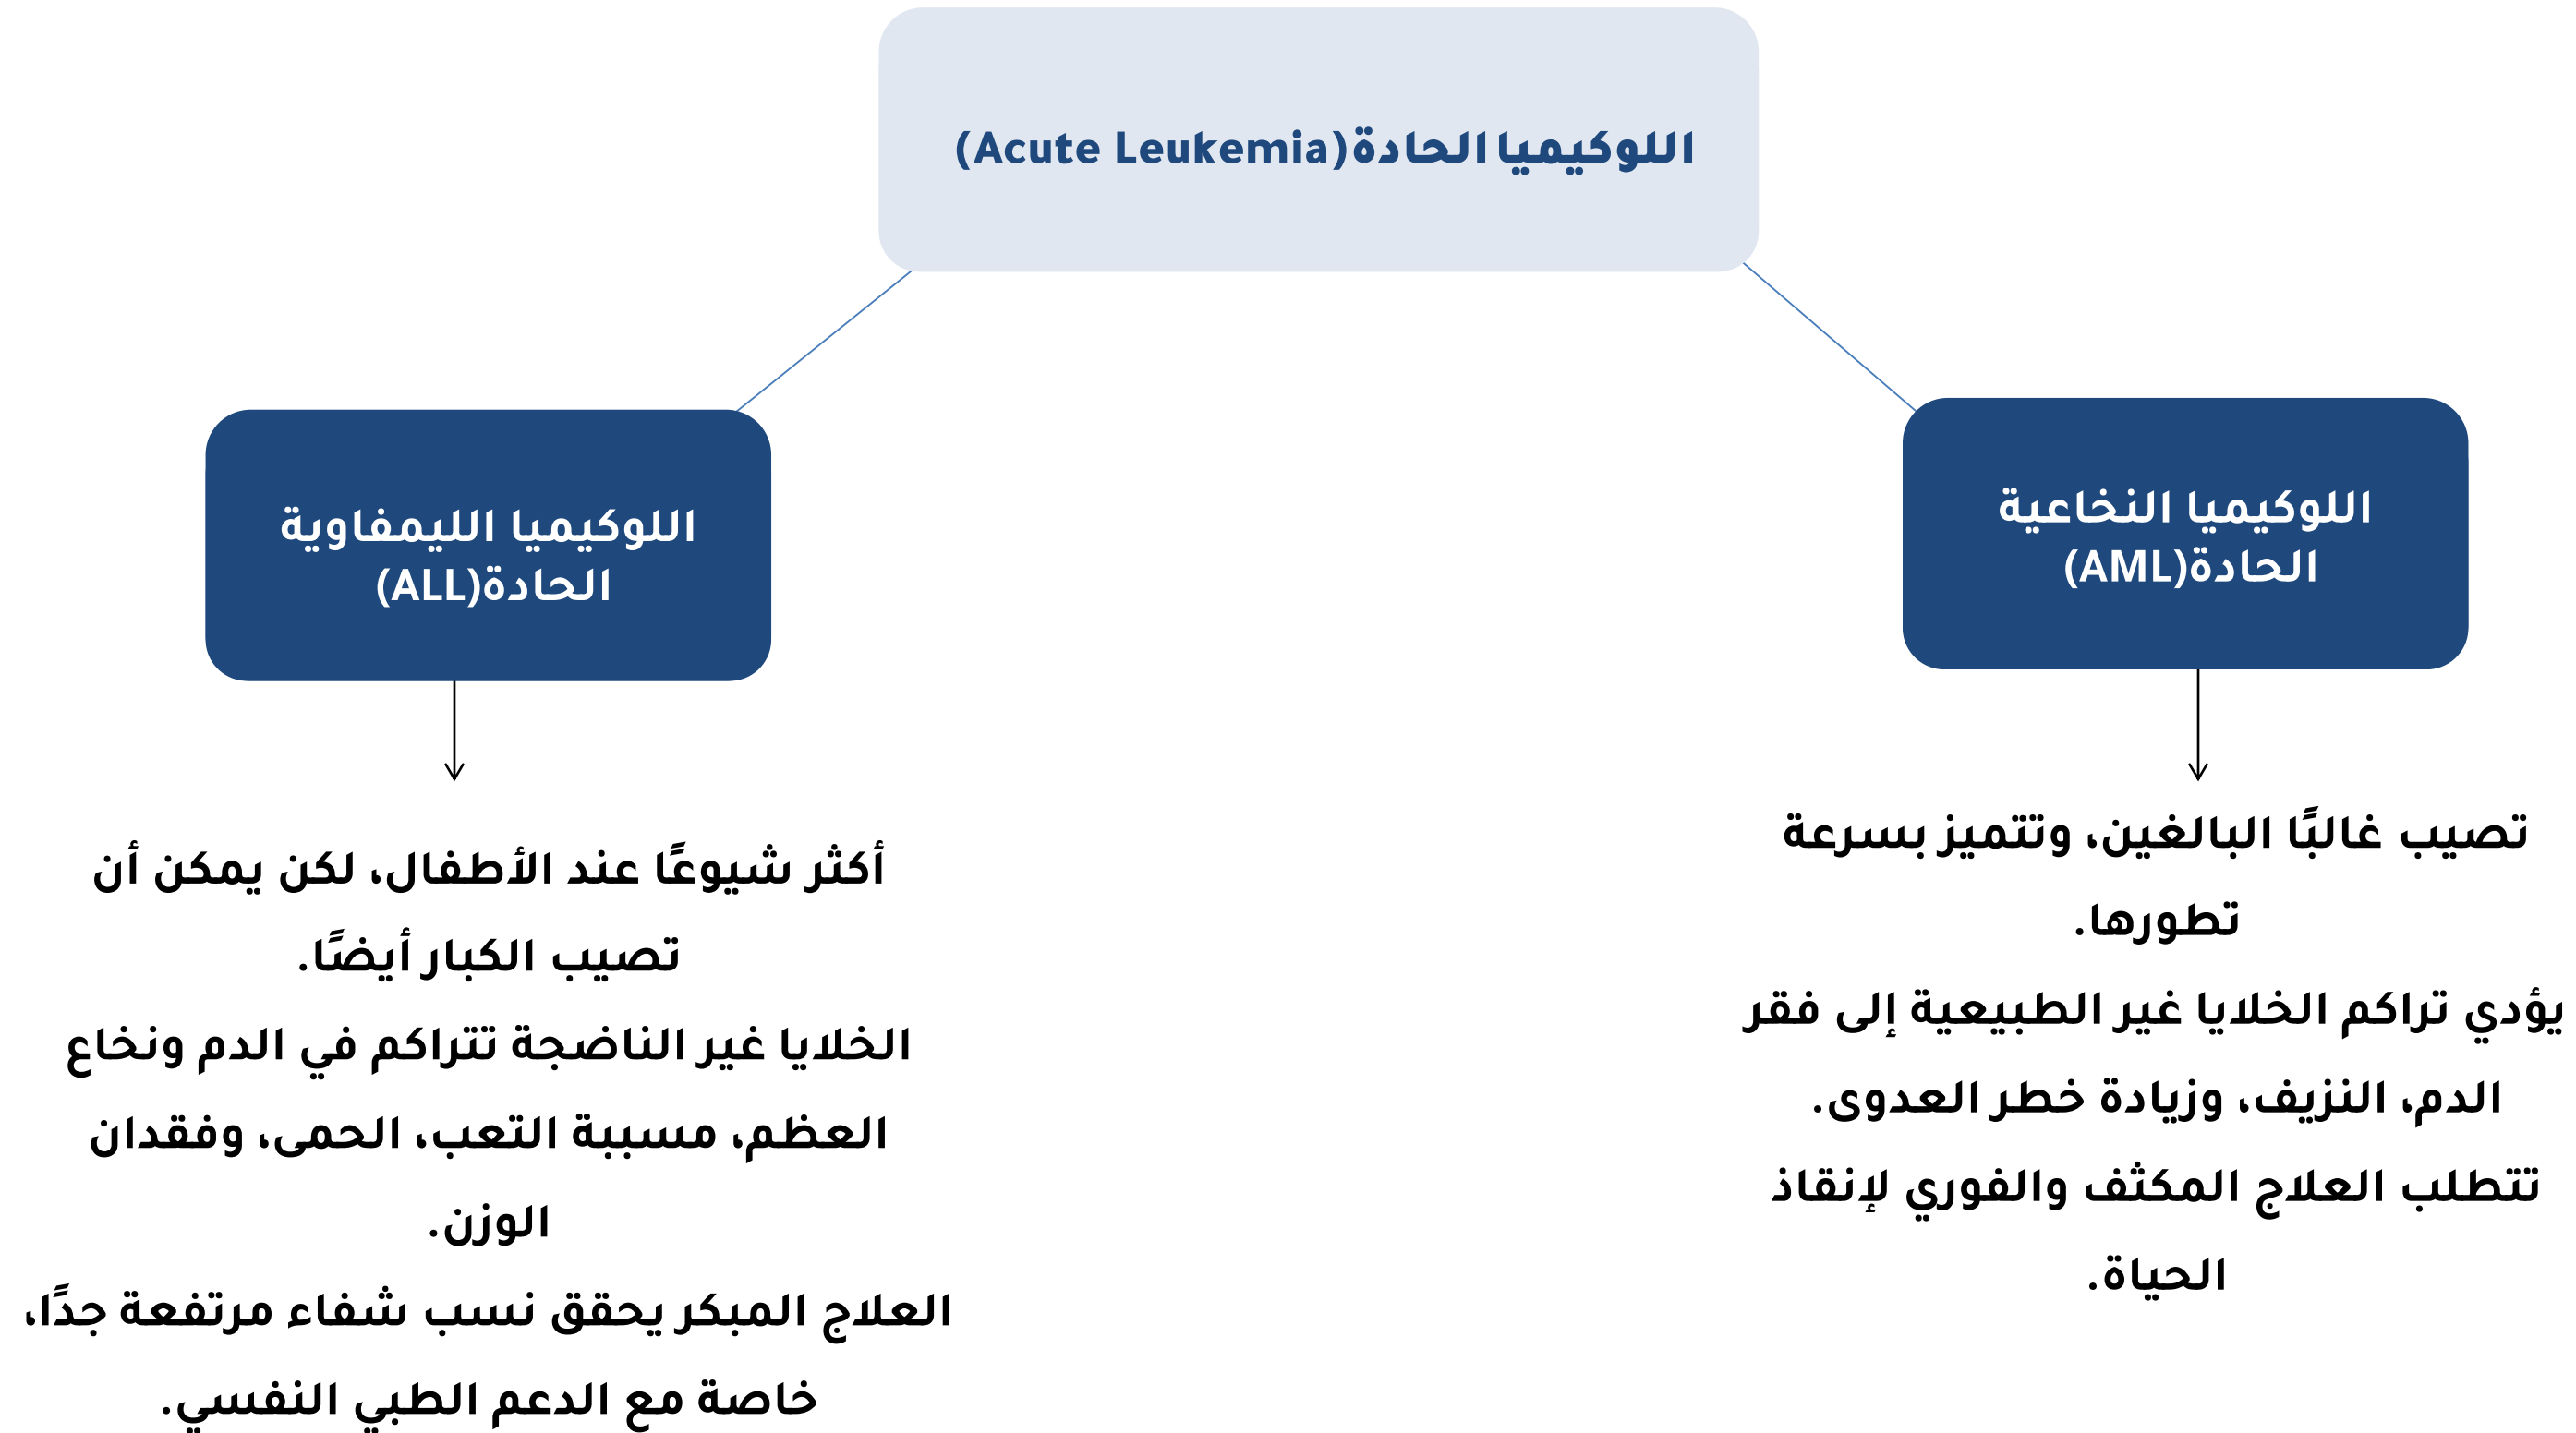 اللوكيميا الحادة(Acute Leukemia)
اللوكيميا النخاعية
الحادة(AML)
تصيب غالبًا البالغين، وتتميز بسرعة
تطورها.
يؤدي تراكم الخلايا غير الطبيعية إلى فقر
الدم، النزيف، وزيادة خطر العدوى.
تتطلب العلاج المكثف والفوري لإنقاذ
الحياة.
اللوكيميا الليمفاوية
الحادة(ALL)
أكثر شيوعًا عند الأطفال، لكن يمكن أن
تصيب الكبار أيضًا.
الخلايا غير الناضجة تتراكم في الدم ونخاع
العظم، مسببة التعب، الحمى، وفقدان
الوزن.
العلاج المبكر يحقق نسب شفاء مرتفعة جدًا،
خاصة مع الدعم الطبي النفسي.